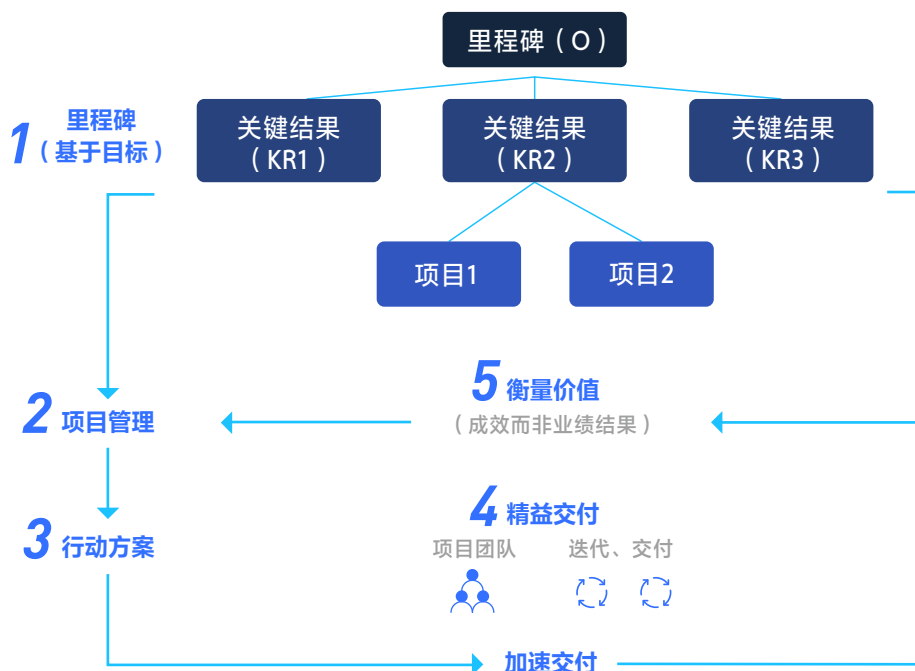 里程碑（O）
1 里程碑
（基于目标）
关键结果
（KR1）
关键结果
（KR2）
关键结果
（KR3）
项目1
项目2
2 项目管理
5 衡量价值
（成效而非业绩结果）
3 行动方案
4 精益交付
项目团队
迭代、交付
加速交付